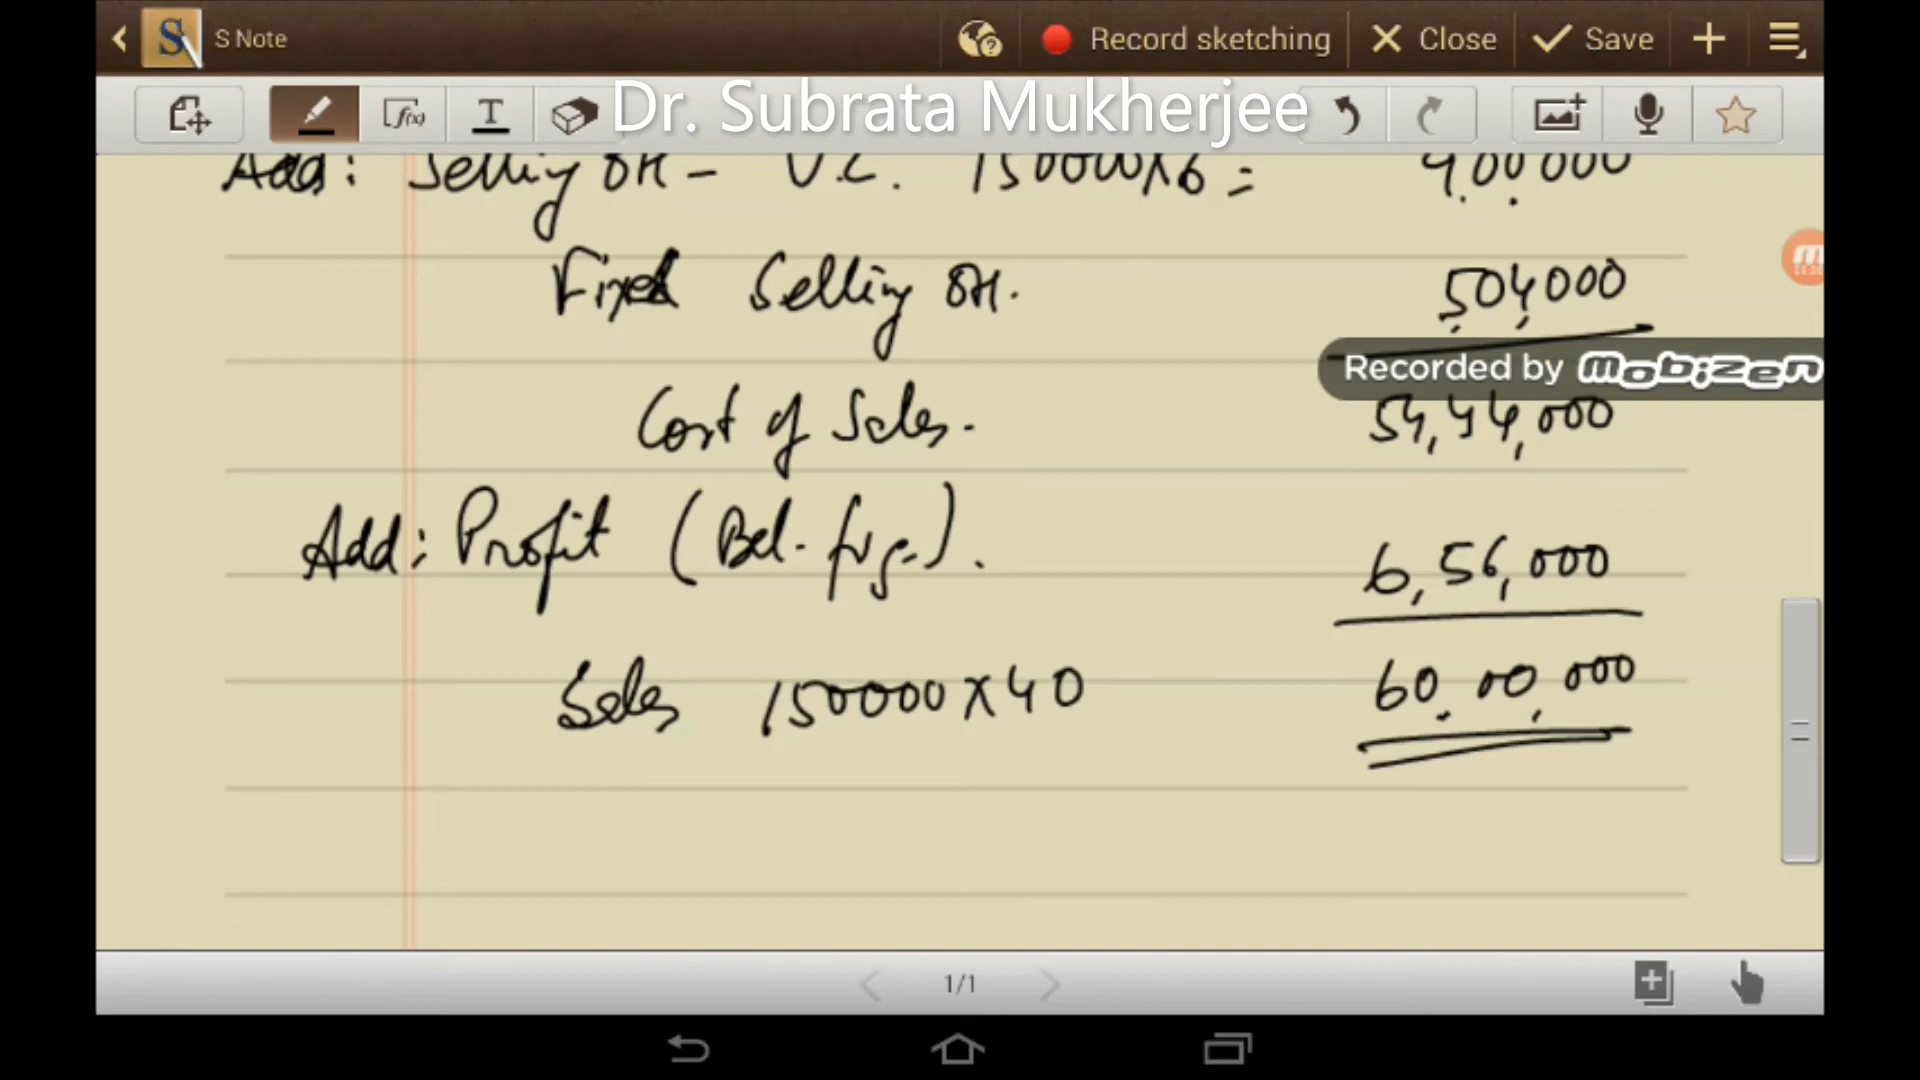 S Note
Record sketching
Close
Save
Dr. Subrata Mukherjee
Add: Selling OH - V.C. 150000x6 = 9,00,000
Fixed Selling OH. 504,000
Recorded by mobizen
Cost of Sales. 54,44,000
Add: Profit (Bal. fig.). 6,56,000
Sales 150000x40 60,00,000
1/1